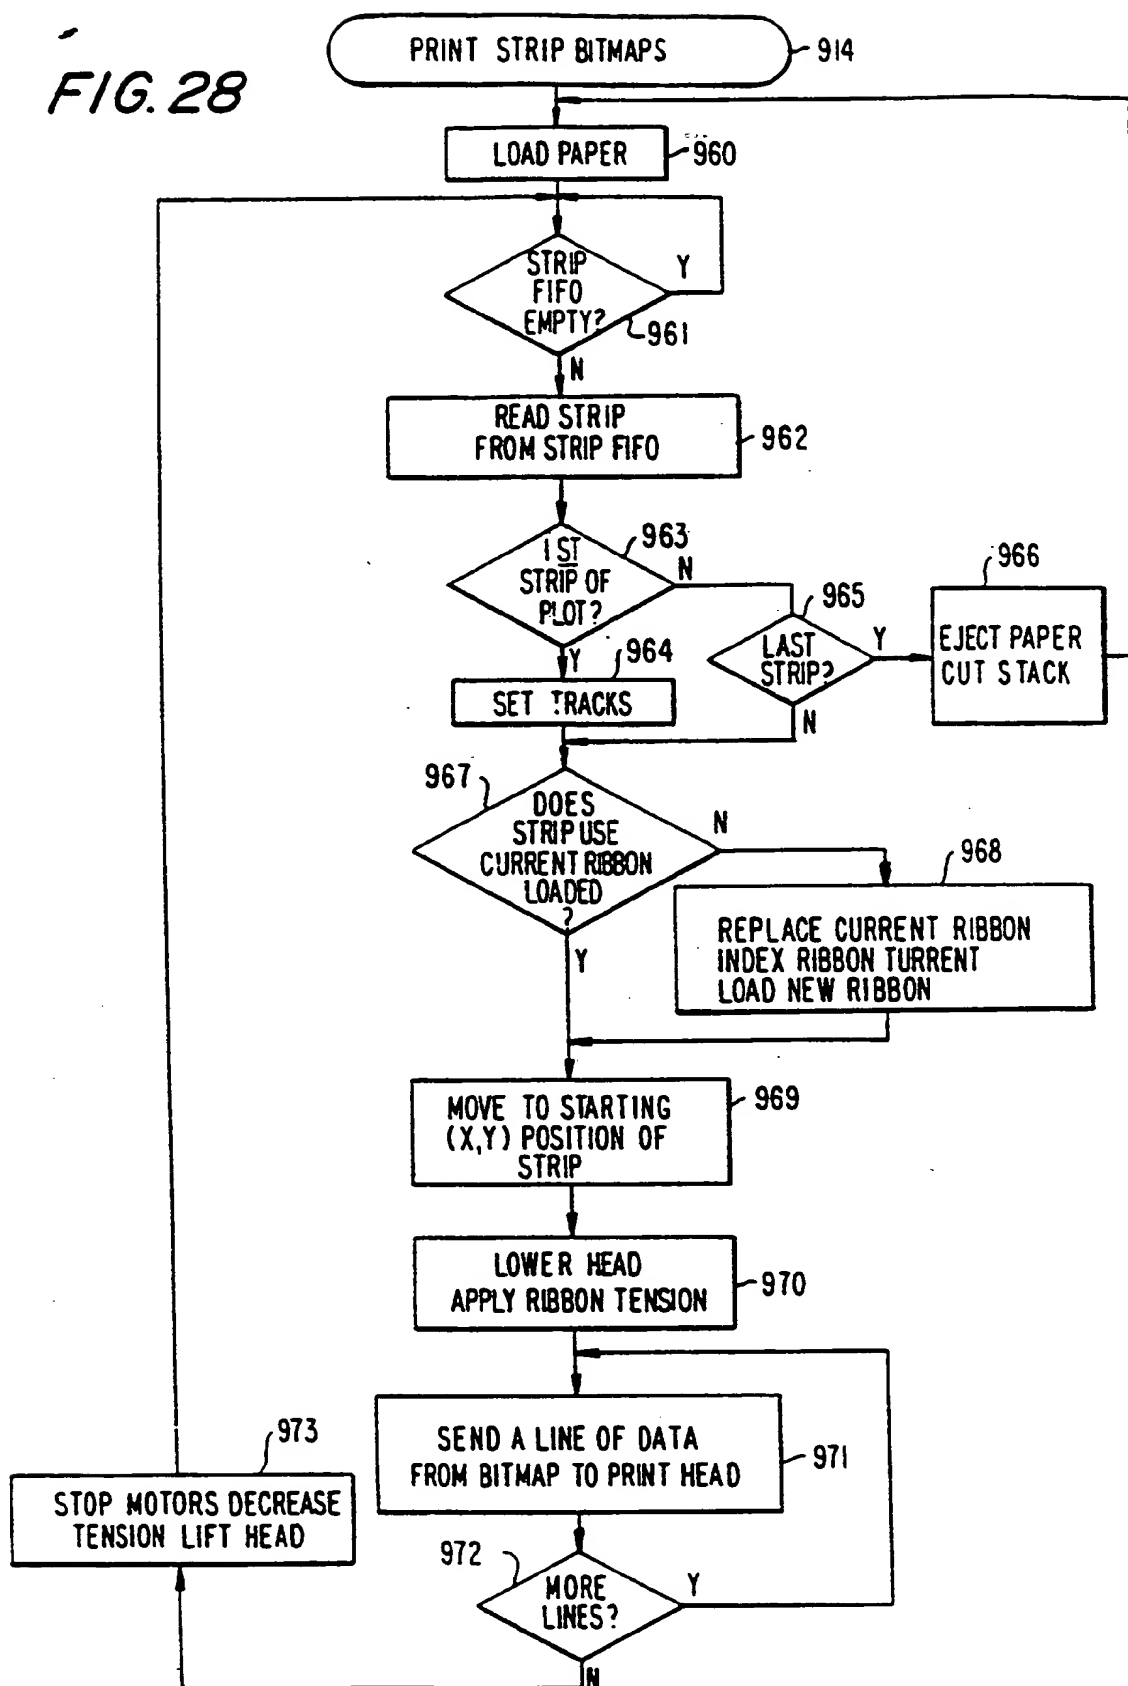 FIG. 28
PRINT STRIP BITMAPS
914
LOAD PAPER
960
STRIP
FIFO
EMPTY?
Y
961
N
READ STRIP
FROM STRIP FIFO
962
1 ST
STRIP OF
PLOT?
963
N
Y
964
SET TRACKS
965
LAST
STRIP?
Y
N
966
EJECT PAPER
CUT STACK
967
DOES
STRIP USE
CURRENT RIBBON
LOADED
?
N
Y
968
REPLACE CURRENT RIBBON
INDEX RIBBON TURRENT
LOAD NEW RIBBON
MOVE TO STARTING
(X,Y) POSITION OF
STRIP
969
LOWER HEAD
APPLY RIBBON TENSION
970
SEND A LINE OF DATA
FROM BITMAP TO PRINT HEAD
971
972
MORE
LINES?
Y
N
973
STOP MOTORS DECREASE
TENSION LIFT HEAD